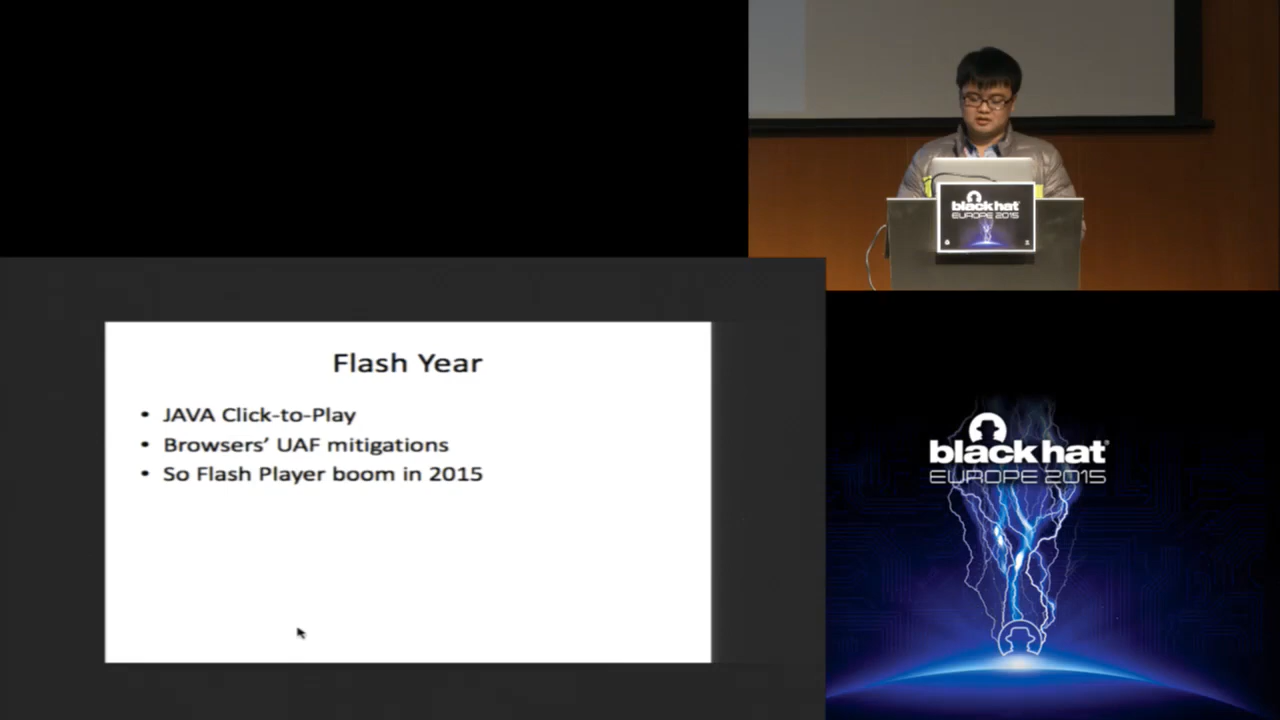 black hat
EUROPE 2015
Flash Year
• JAVA Click-to-Play
• Browsers’ UAF mitigations
• So Flash Player boom in 2015
black hat®
EUROPE 2015